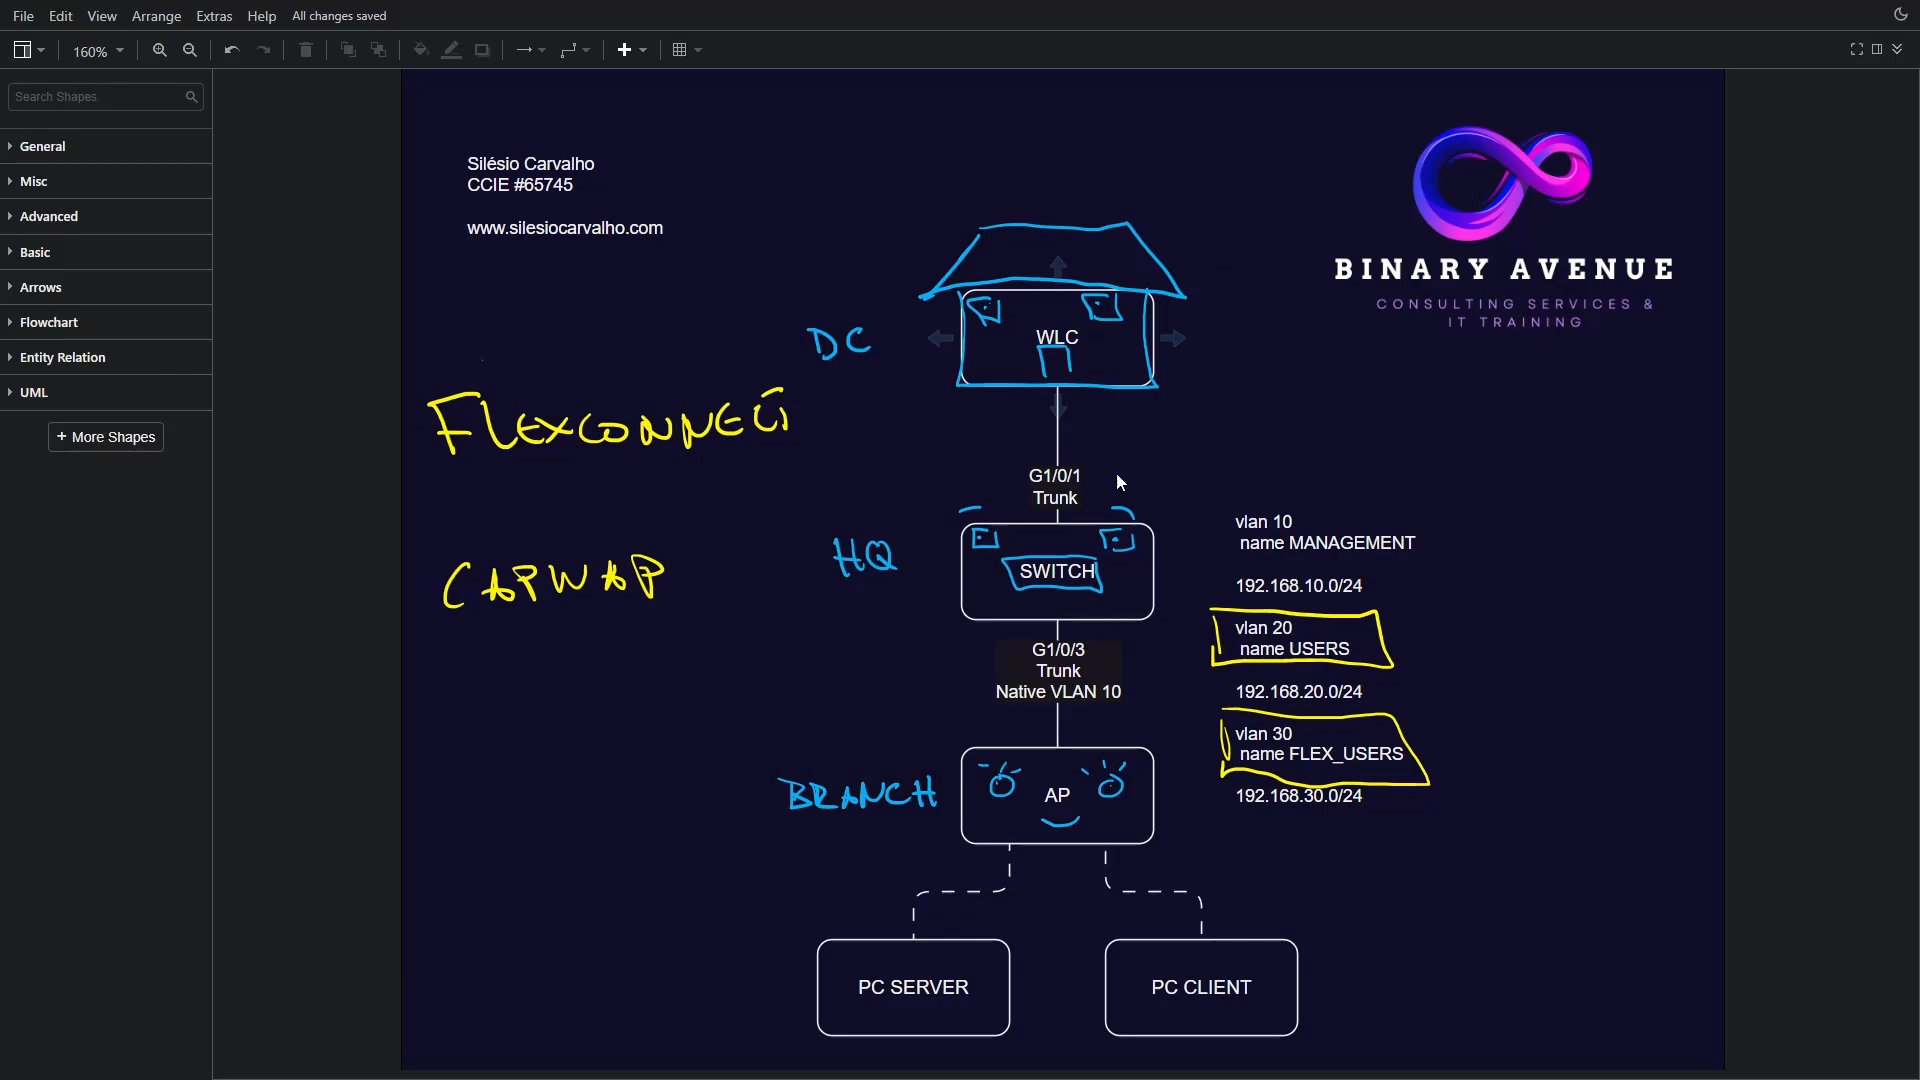 File Edit View Arrange Extras Help All changes saved
160%
Search Shapes
General
Misc
Advanced
Basic
Arrows
Flowchart
Entity Relation
UML
+ More Shapes
Silésio Carvalho
CCIE #65745
www.silesiocarvalho.com
BINARY AVENUE
CONSULTING SERVICES &
IT TRAINING
DC
WLC
FLEXCONNECT
G1/0/1
Trunk
HQ
SWITCH
CAPWAP
vlan 10
name MANAGEMENT
192.168.10.0/24
vlan 20
name USERS
192.168.20.0/24
vlan 30
name FLEX_USERS
192.168.30.0/24
G1/0/3
Trunk
Native VLAN 10
BRANCH
AP
PC SERVER
PC CLIENT